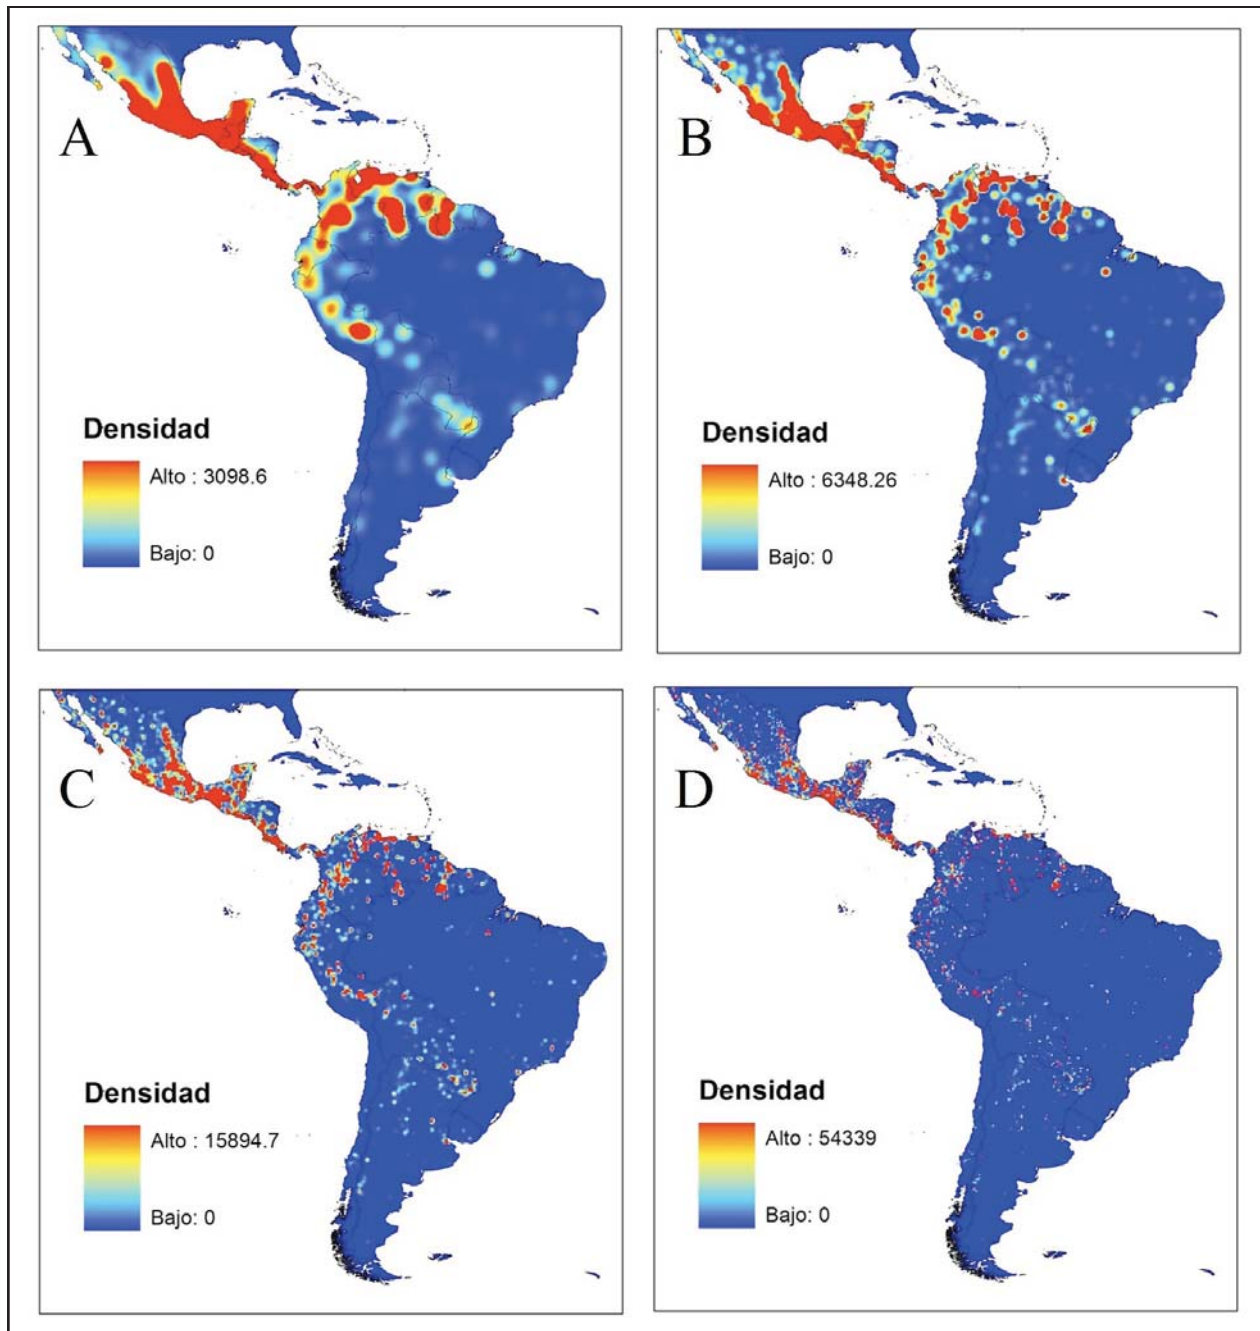 A
Densidad
Alto : 3098.6
Bajo: 0
B
Densidad
Alto : 6348.26
Bajo: 0
C
Densidad
Alto : 15894.7
Bajo: 0
D
Densidad
Alto : 54339
Bajo: 0